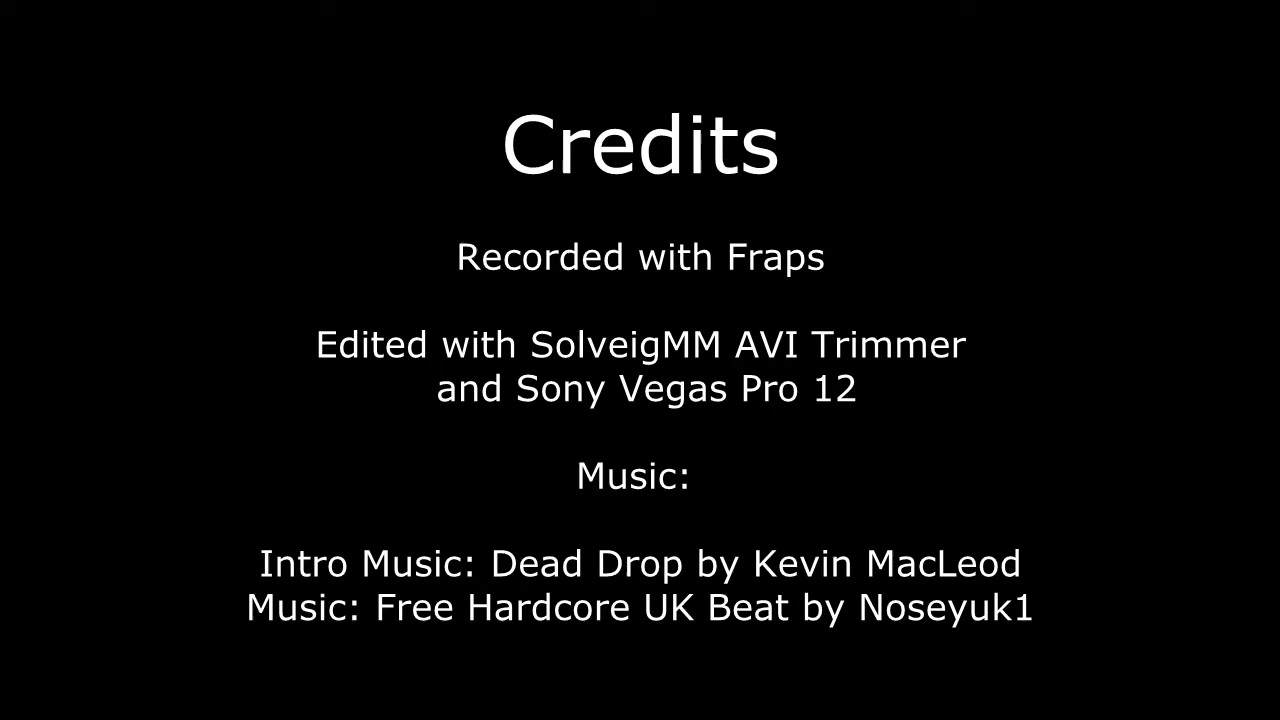 Credits
Recorded with Fraps
Edited with SolveigMM AVI Trimmer
and Sony Vegas Pro 12
Music:
Intro Music: Dead Drop by Kevin MacLeod
Music: Free Hardcore UK Beat by Noseyuk1